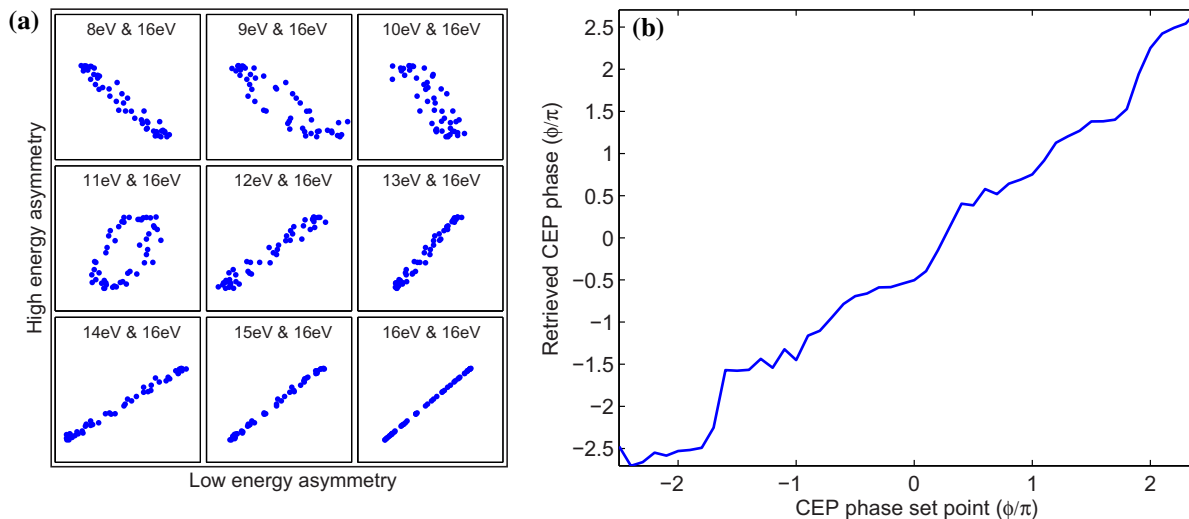 (a)
8eV & 16eV
9eV & 16eV
10eV & 16eV
11eV & 16eV
12eV & 16eV
13eV & 16eV
14eV & 16eV
15eV & 16eV
16eV & 16eV
High energy asymmetry
Low energy asymmetry
(b)
2.5
2
1.5
1
0.5
0
−0.5
−1
−1.5
−2
−2.5
Retrieved CEP phase (ϕ/π)
−2
−1
0
1
2
CEP phase set point (ϕ/π)